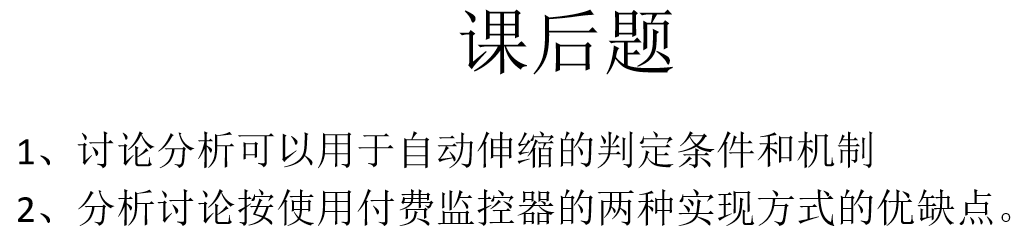 课后题
1、讨论分析可以用于自动伸缩的判定条件和机制
2、分析讨论按使用付费监控器的两种实现方式的优缺点。